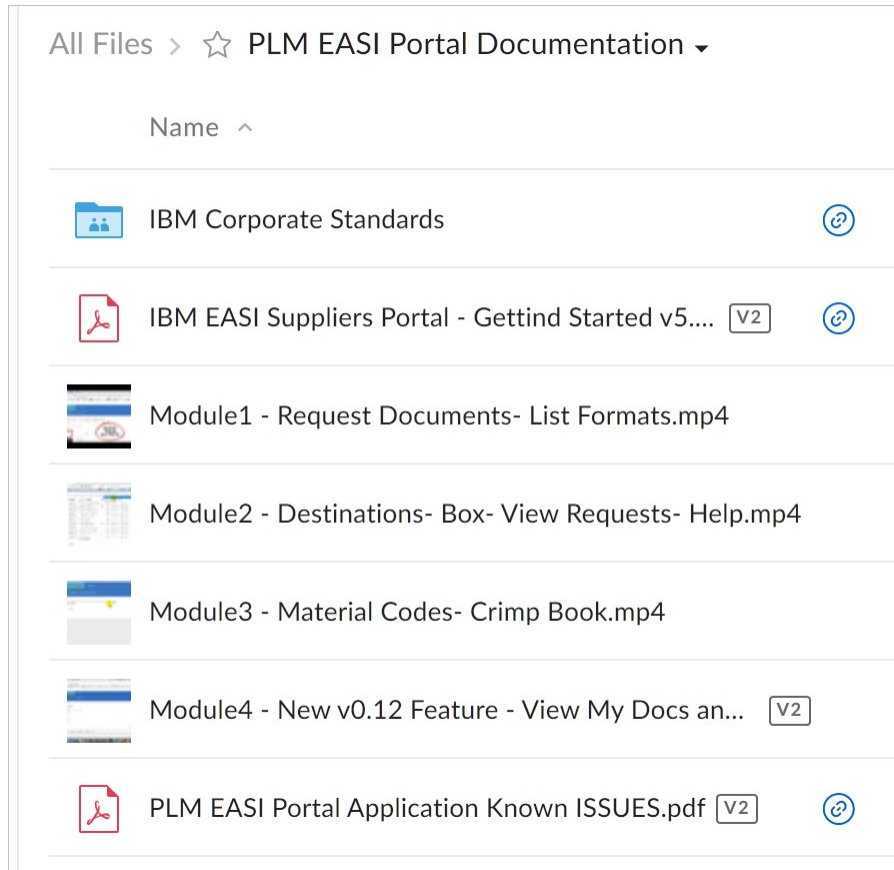 All Files > PLM EASI Portal Documentation
Name
IBM Corporate Standards
IBM EASI Suppliers Portal - Gettind Started v5.... V2
Module1 - Request Documents- List Formats.mp4
Module2 - Destinations- Box- View Requests- Help.mp4
Module3 - Material Codes- Crimp Book.mp4
Module4 - New v0.12 Feature - View My Docs an... V2
PLM EASI Portal Application Known ISSUES.pdf V2